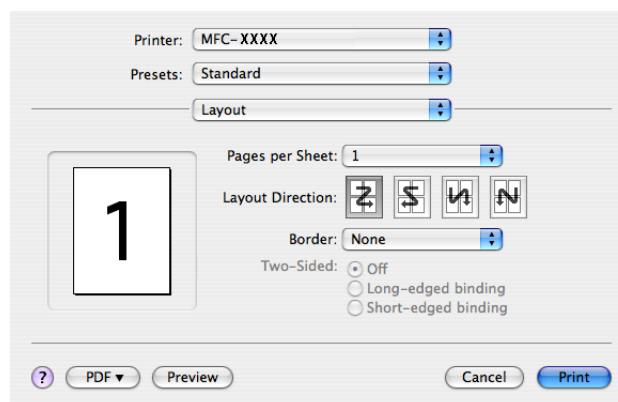 Printer: MFC-XXXX
Presets: Standard
Layout
Pages per Sheet: 1
Layout Direction:
1
Border: None
Two-Sided: Off
Long-edged binding
Short-edged binding
? PDF ▼ Preview Cancel Print